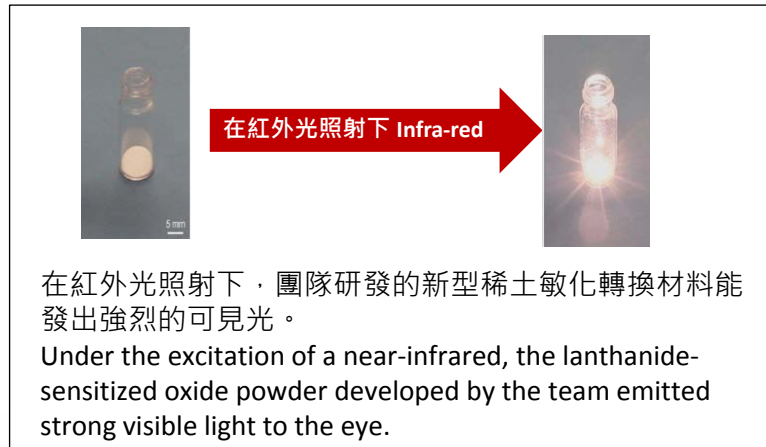 在紅外光照射下 Infra-red
5 mm
在紅外光照射下，團隊研發的新型稀土敏化轉換材料能
發出強烈的可見光。
Under the excitation of a near-infrared, the lanthanide-
sensitized oxide powder developed by the team emitted
strong visible light to the eye.